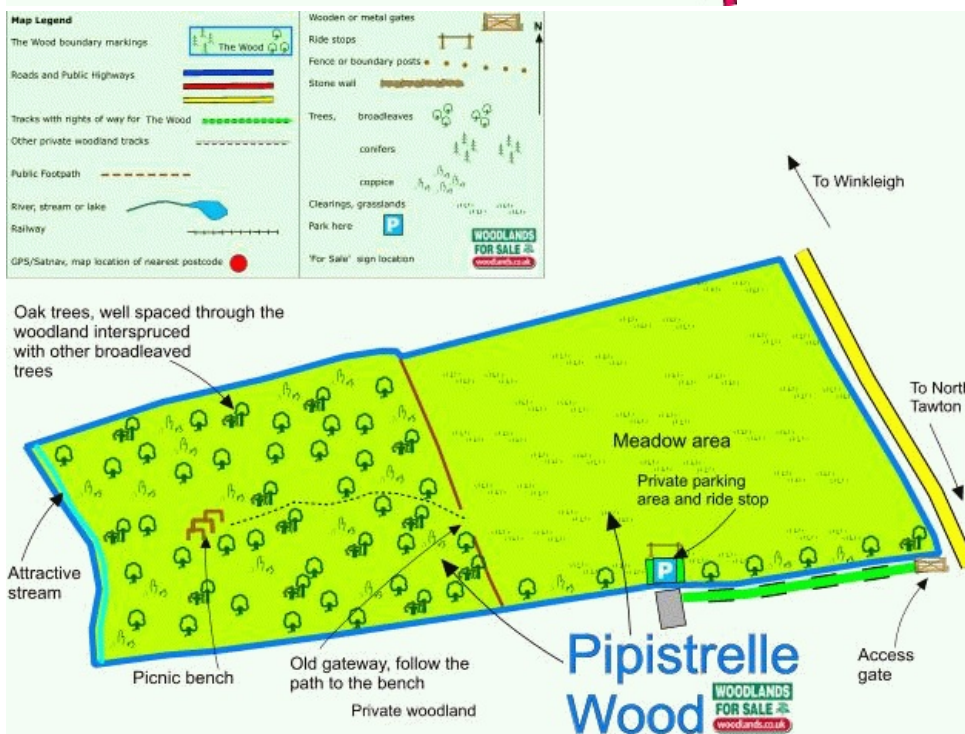 Map Legend
The Wood boundary markings
The Wood
Roads and Public Highways
Tracks with rights of way for The Wood
Other private woodland tracks
Public Footpath
River, stream or lake
Railway
GPS/Satnav, map location of nearest postcode
Wooden or metal gates
Ride stops
Fence or boundary posts
Stone wall
Trees, broadleaves
conifers
coppice
Clearings, grasslands
Park here
P
'For Sale' sign location
WOODLANDS
FOR SALE
woodlands.co.uk
N
To Winkleigh
To North
Tawton
Oak trees, well spaced through the
woodland interspruced
with other broadleaved
trees
Meadow area
Private parking
area and ride stop
P
Attractive
stream
Picnic bench
Old gateway, follow the
path to the bench
Private woodland
Pipistrelle
Wood
WOODLANDS
FOR SALE
woodlands.co.uk
Access
gate